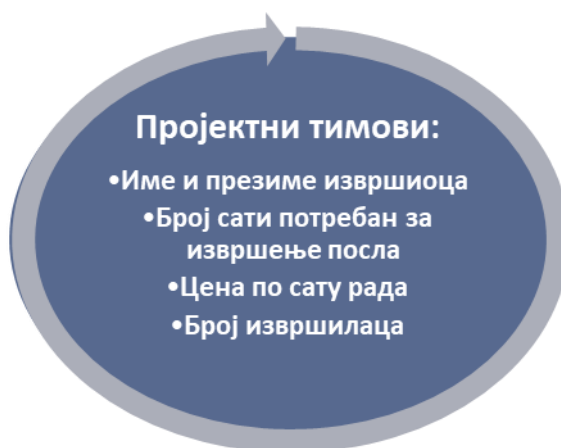 Пројектни тимови:
•Име и презиме извршиоца
•Број сати потребан за
извршење посла
•Цена по сату рада
•Број извршилаца